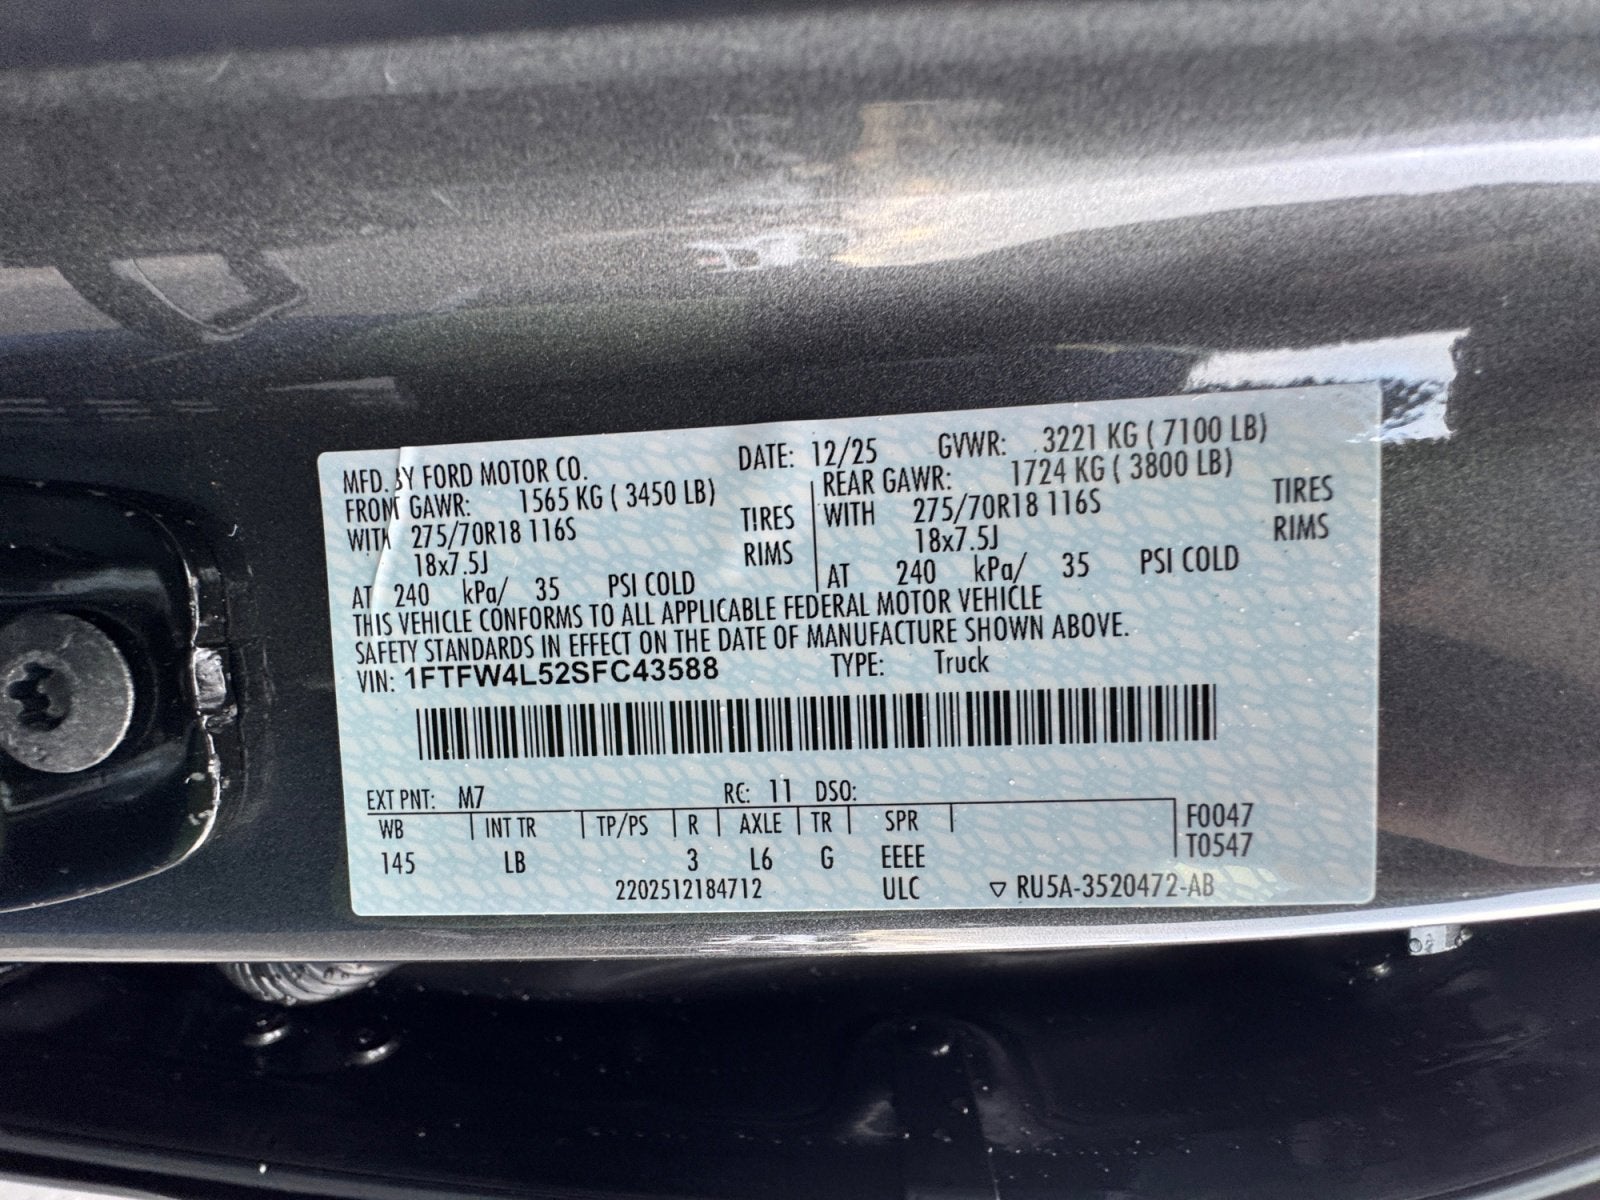 MFD. BY FORD MOTOR CO. DATE: 12/25 GVWR: 3221 KG ( 7100 LB)
FRONT GAWR: 1565 KG ( 3450 LB) REAR GAWR: 1724 KG ( 3800 LB)
WITH 275/70R18 116S TIRES WITH 275/70R18 116S TIRES
18x7.5J RIMS 18x7.5J RIMS
AT 240 kPa/ 35 PSI COLD AT 240 kPa/ 35 PSI COLD
THIS VEHICLE CONFORMS TO ALL APPLICABLE FEDERAL MOTOR VEHICLE
SAFETY STANDARDS IN EFFECT ON THE DATE OF MANUFACTURE SHOWN ABOVE.
VIN: 1FTFW4L52SFC43588 TYPE: Truck
EXT PNT: M7 RC: 11 DSO:
WB INT TR TP/PS R AXLE TR SPR F0047
145 LB 3 L6 G EEEE T0547
2202512184712 ULC ▽ RU5A-3520472-AB